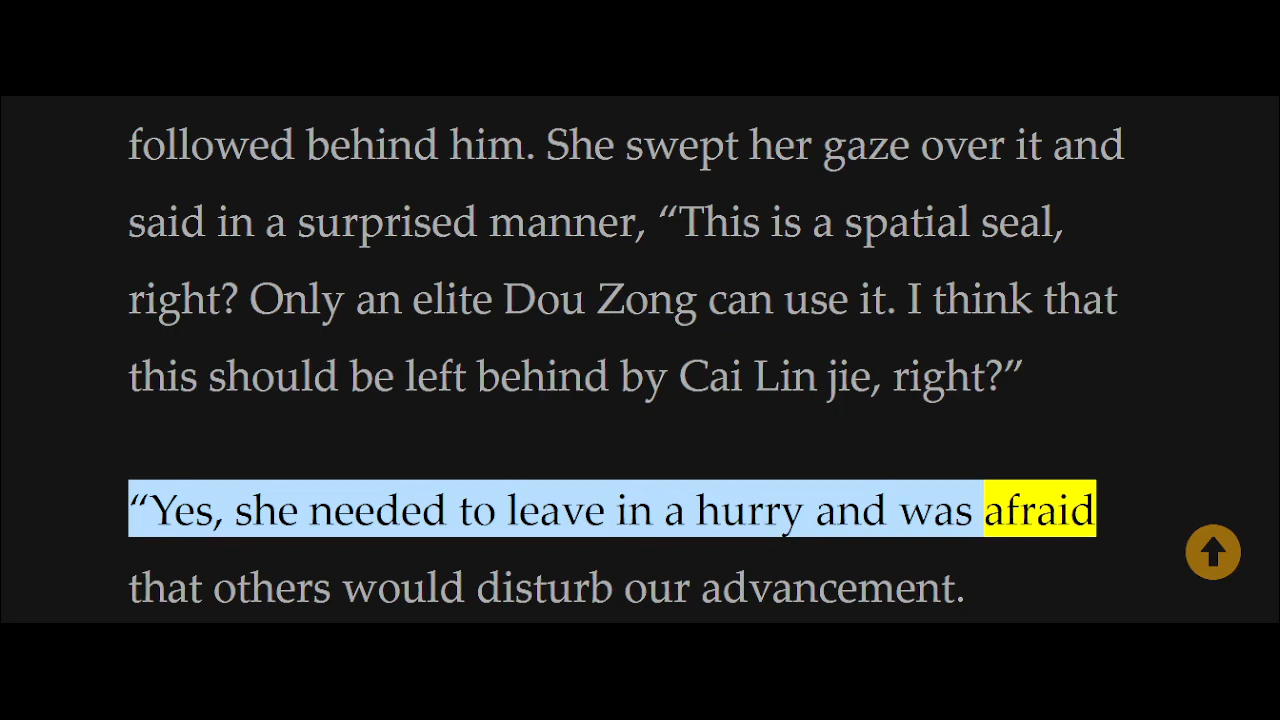 followed behind him. She swept her gaze over it and
said in a surprised manner, “This is a spatial seal,
right? Only an elite Dou Zong can use it. I think that
this should be left behind by Cai Lin jie, right?”
“Yes, she needed to leave in a hurry and was afraid
that others would disturb our advancement.